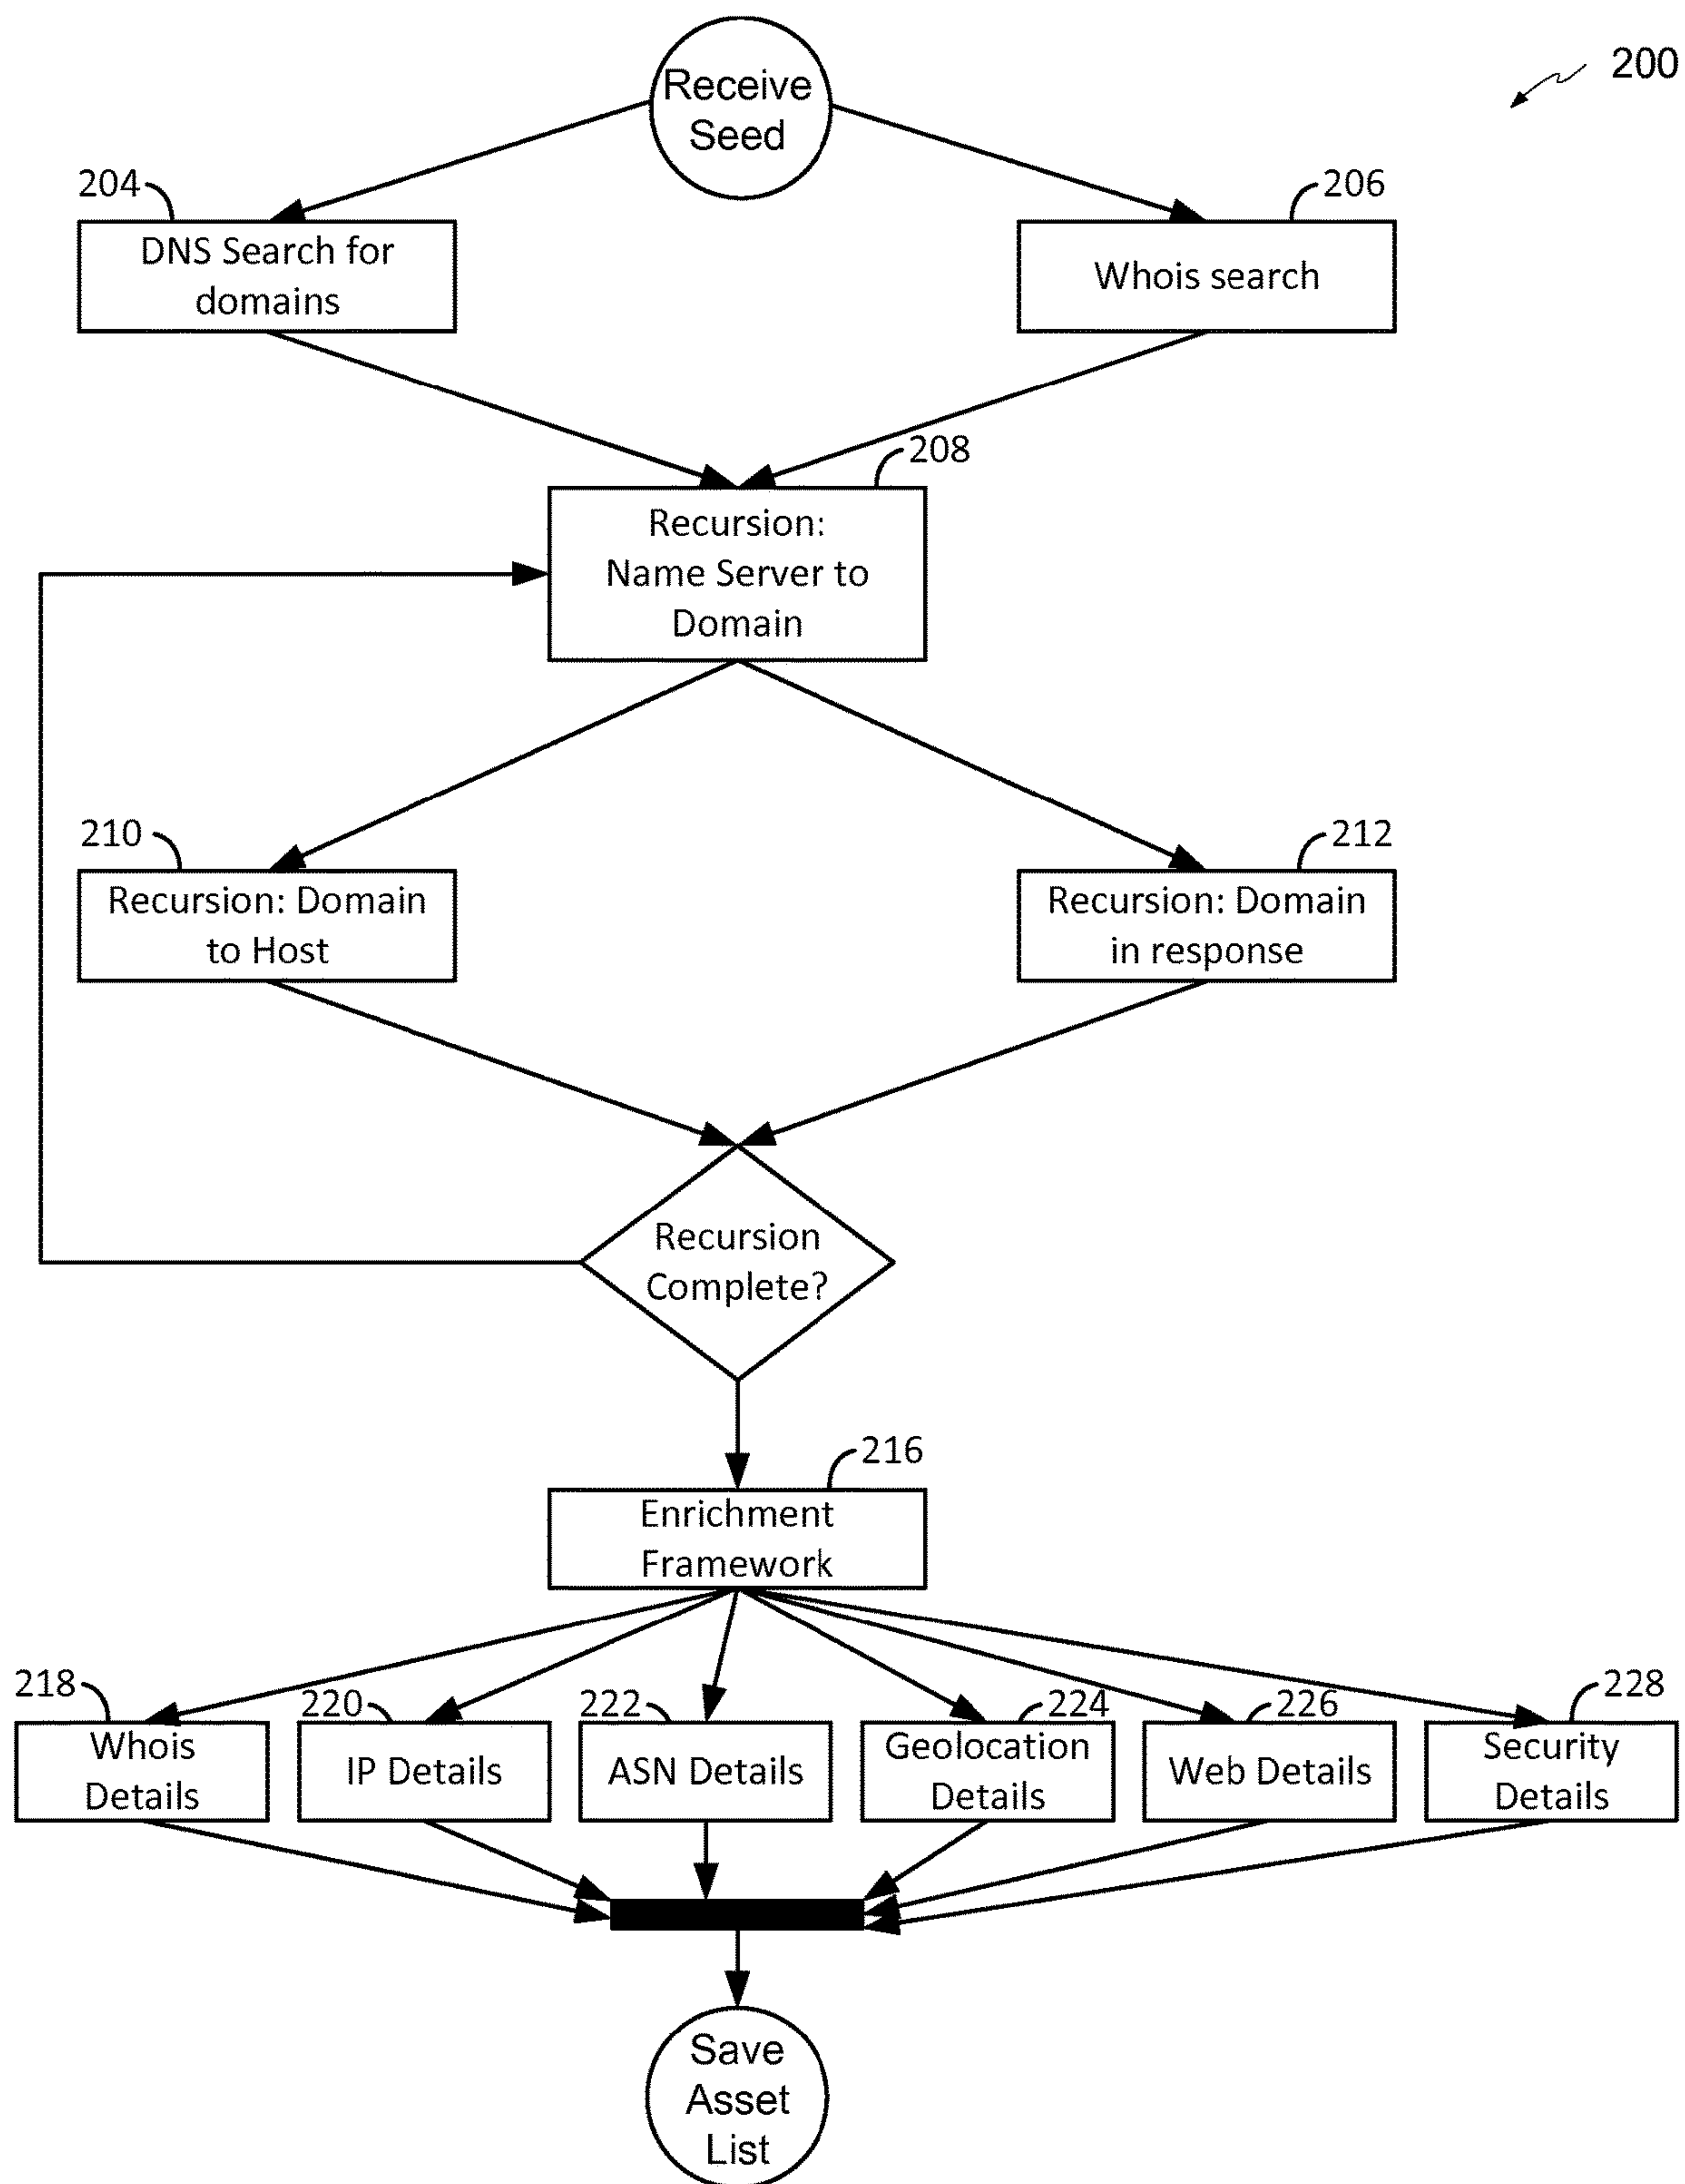 200
Receive
Seed
204
206
DNS Search for
domains
Whois search
208
Recursion:
Name Server to
Domain
210
212
Recursion: Domain
to Host
Recursion: Domain
in response
Recursion
Complete?
216
Enrichment
Framework
218
220
222
224
226
228
Whois
Details
IP Details
ASN Details
Geolocation
Details
Web Details
Security
Details
Save
Asset
List